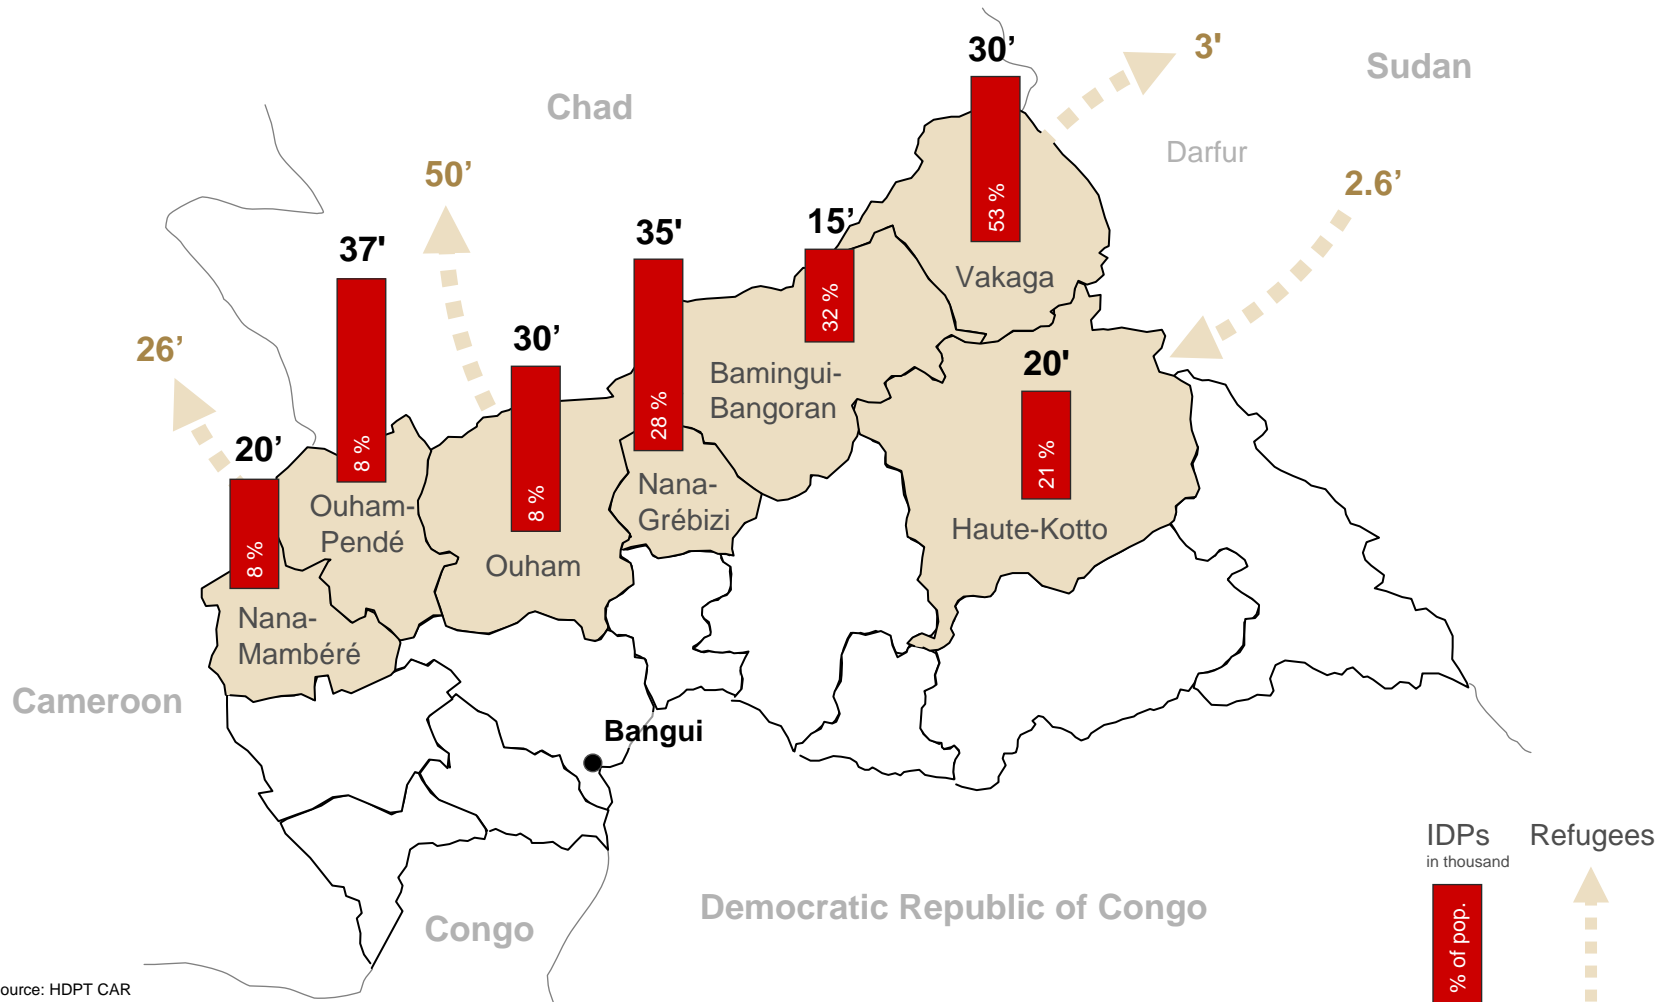 30’
3'
Sudan
Chad
Darfur
50’
2.6’
53 %
15’
35'
37'
Vakaga
32 %
30’
26’
20'
Bamingui-
Bangoran
28 %
20’
8 %
21 %
Nana-
Grébizi
8 %
Ouham-
Pendé
Haute-Kotto
8 %
Ouham
Nana-
Mambéré
Cameroon
Bangui
IDPs
in thousand
Refugees
Democratic Republic of Congo
Congo
% of pop.
ource: HDPT CAR